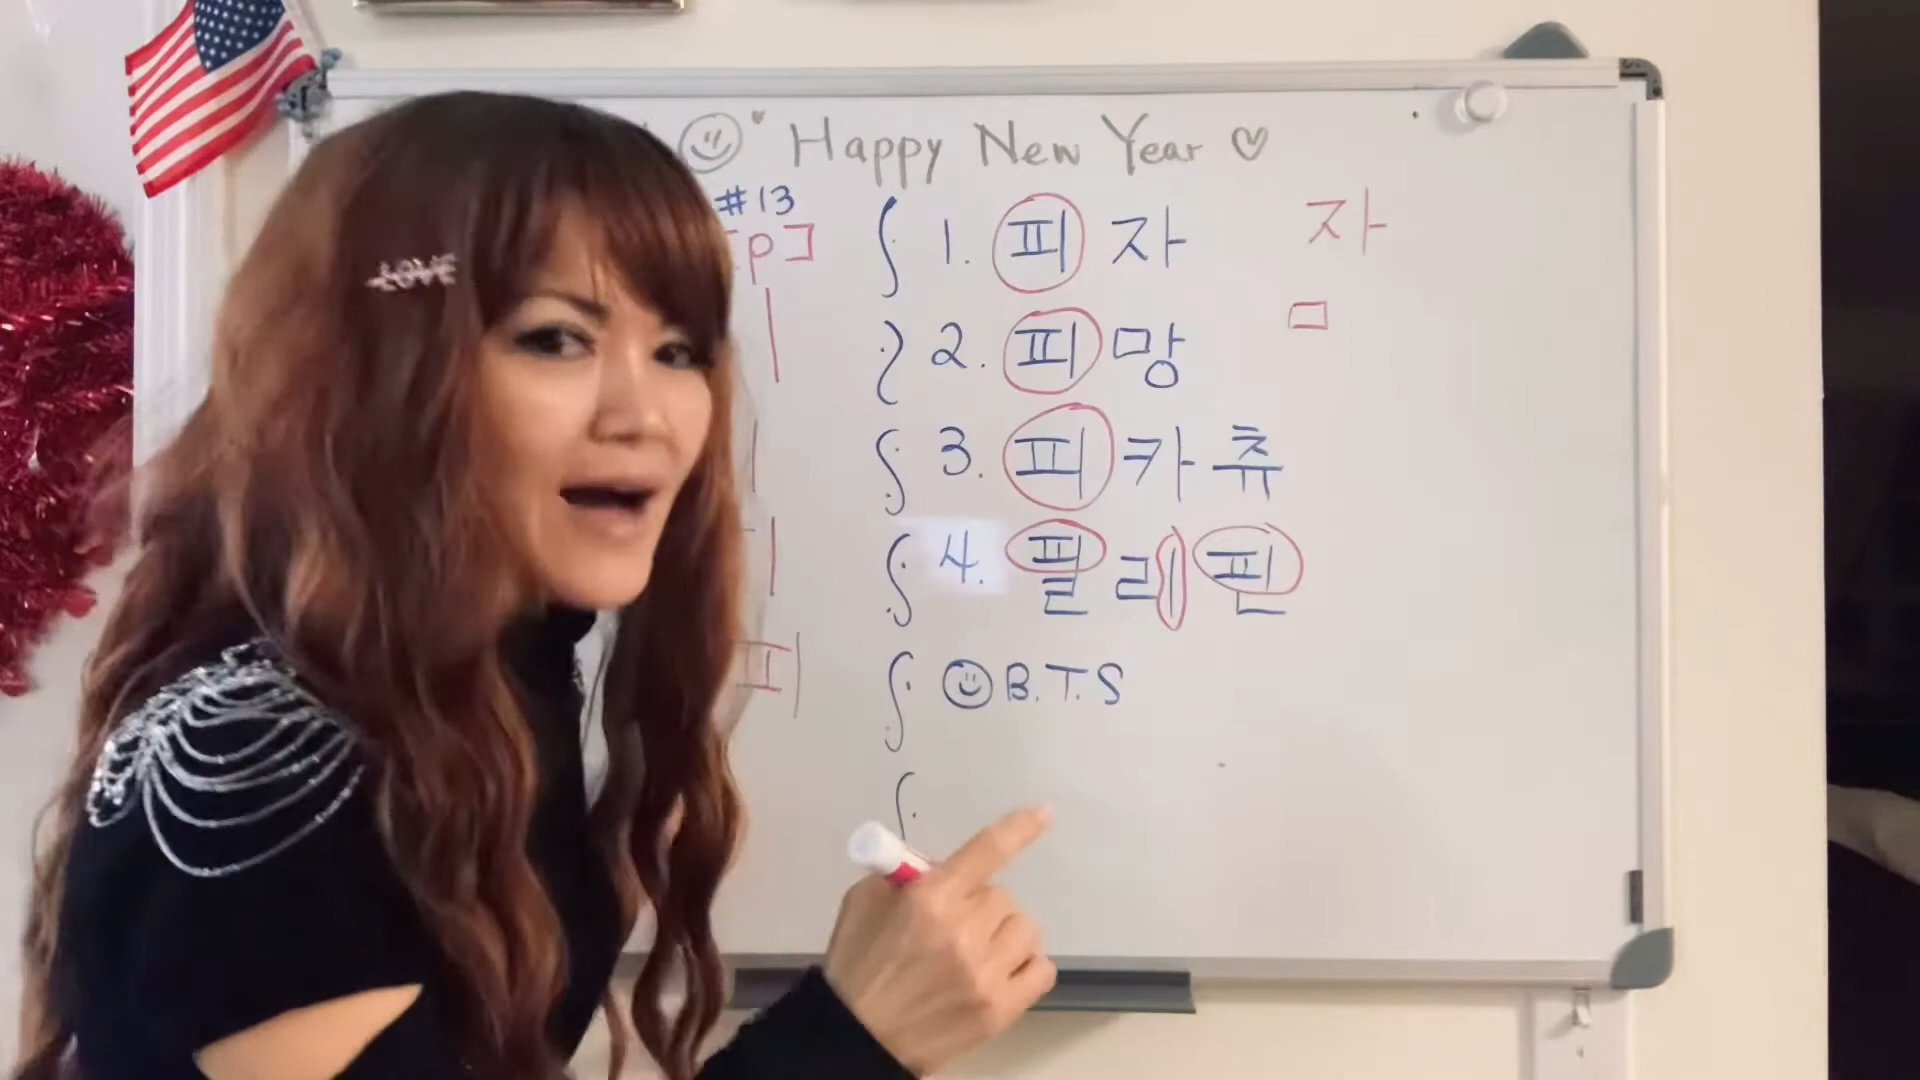 Happy New Year
#13
p]
1. 피자
자
2. 피망
ㅁ
3. 피카츄
4. 필리핀
피
B.T.S
LOVE